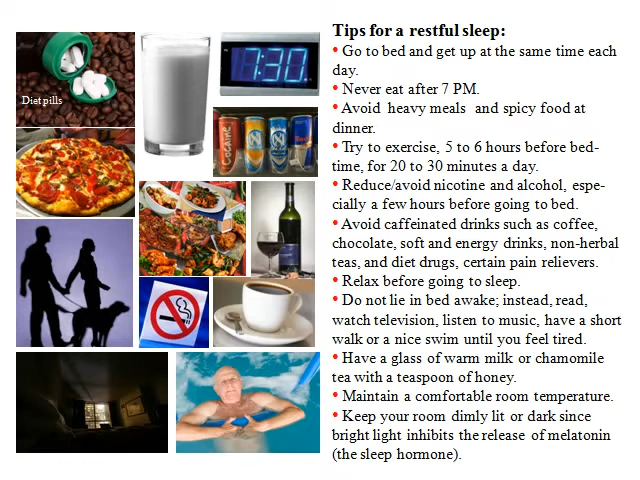 Diet pills
7:30
COCAINE
Tips for a restful sleep:
• Go to bed and get up at the same time each
day.
• Never eat after 7 PM.
• Avoid heavy meals and spicy food at
dinner.
• Try to exercise, 5 to 6 hours before bed-
time, for 20 to 30 minutes a day.
• Reduce/avoid nicotine and alcohol, espe-
cially a few hours before going to bed.
• Avoid caffeinated drinks such as coffee,
chocolate, soft and energy drinks, non-herbal
teas, and diet drugs, certain pain relievers.
• Relax before going to sleep.
• Do not lie in bed awake; instead, read,
watch television, listen to music, have a short
walk or a nice swim until you feel tired.
• Have a glass of warm milk or chamomile
tea with a teaspoon of honey.
• Maintain a comfortable room temperature.
• Keep your room dimly lit or dark since
bright light inhibits the release of melatonin
(the sleep hormone).